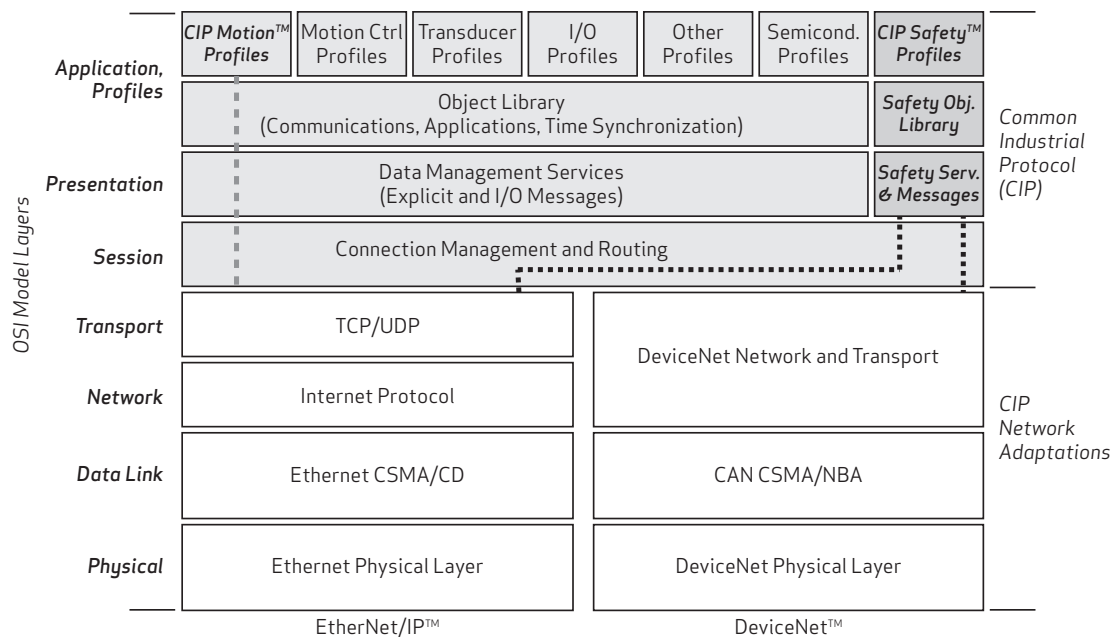 CIP Motion™
Profiles
Motion Ctrl
Profiles
Transducer
Profiles
I/O
Profiles
Other
Profiles
Semicond.
Profiles
CIP Safety™
Profiles
Application,
Profiles
Object Library
(Communications, Applications, Time Synchronization)
Safety Obj.
Library
Common
Industrial
Protocol
(CIP)
Presentation
Data Management Services
(Explicit and I/O Messages)
Safety Serv.
& Messages
OSI Model Layers
Session
Connection Management and Routing
Transport
TCP/UDP
DeviceNet Network and Transport
Network
Internet Protocol
CIP
Network
Adaptations
Data Link
Ethernet CSMA/CD
CAN CSMA/NBA
Physical
Ethernet Physical Layer
DeviceNet Physical Layer
EtherNet/IP™
DeviceNet™